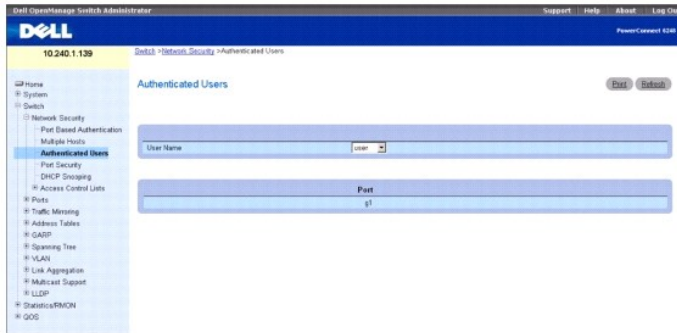 Dell OpenManage Switch Administrator
Support Help About Log Ou
DELL
PowerConnect 6248
10.240.1.139
Switch >Network Security >Authenticated Users
Home
System
Switch
Network Security
Port Based Authentication
Multiple Hosts
Authenticated Users
Port Security
DHCP Snooping
Access Control Lists
Ports
Traffic Mirroring
Address Tables
GARP
Spanning Tree
VLAN
Link Aggregation
Multicast Support
LLDP
Statistics/RMON
QOS
Authenticated Users
Print Refresh
User Name user
Port
g1